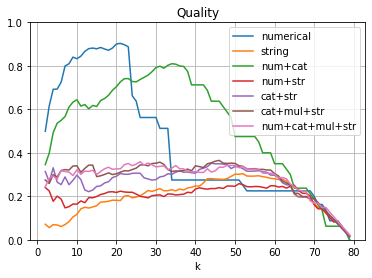 Quality
numerical
string
num+cat
num+str
cat+str
cat+mul+str
num+cat+mul+str
1.0
0.8
0.6
0.4
0.2
0.0
0 10 20 30 40 50 60 70 80
k